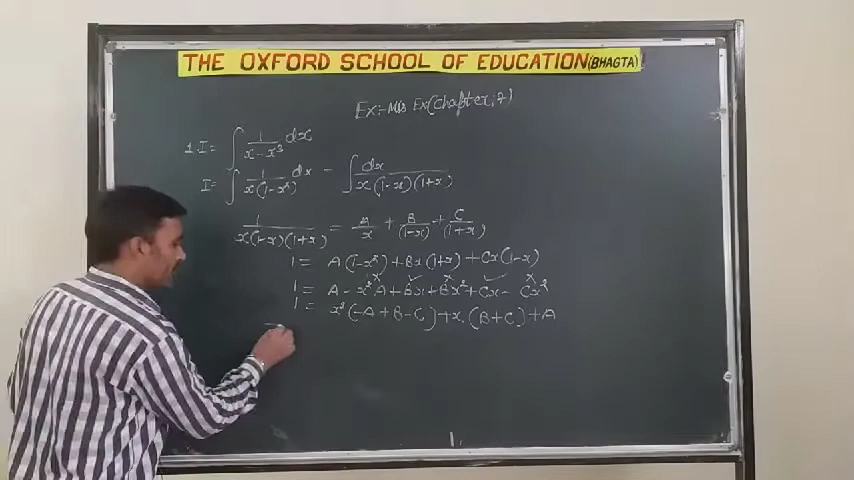 THE OXFORD SCHOOL OF EDUCATION(BHAGTA)
Ex:- Mis Ex(Chapter;7)
1. I = ∫ 1/(x-x³) dx
I = ∫ 1/(x(1-x²)) dx = ∫ dx/(x(1-x)(1+x))
1/(x(1-x)(1+x)) = A/x + B/(1-x) + C/(1+x)
1 = A(1-x²)+Bx(1+x)+Cx(1-x)
1 = A-x²A+Bx+Bx²+Cx-Cx²
1 = x²(-A+B-C)+x.(B+C)+A